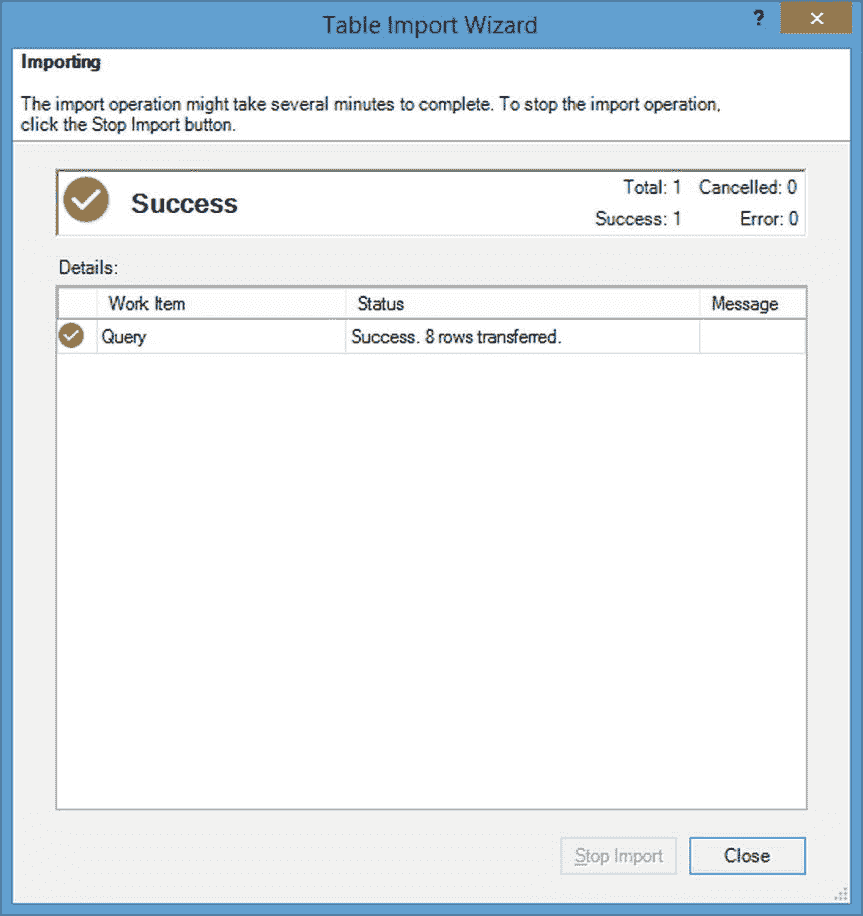 Table Import Wizard
?
Importing
The import operation might take several minutes to complete. To stop the import operation,
click the Stop Import button.
Success
Total: 1 Cancelled: 0
Success: 1 Error: 0
Details:
Work Item Status Message
Query Success. 8 rows transferred.
Stop Import Close